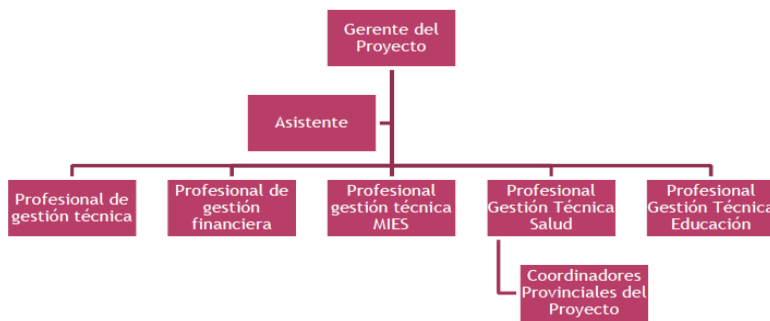 Gerente del
Proyecto
Asistente
Profesional de
gestión técnica
Profesional de
gestión
financiera
Profesional
gestión técnica
MIES
Profesional
Gestión Técnica
Salud
Profesional
Gestión Técnica
Educación
Coordinadores
Provinciales del
Proyecto